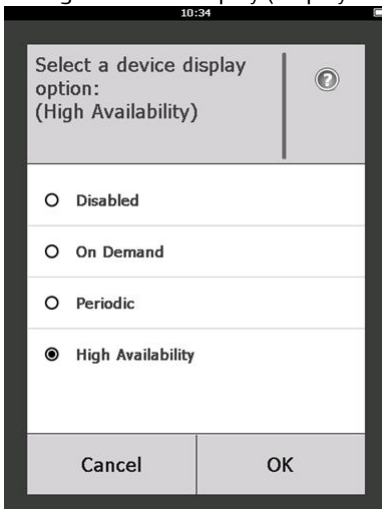 10:34
Select a device display
option:
(High Availability)
Disabled
On Demand
Periodic
High Availability
Cancel
OK